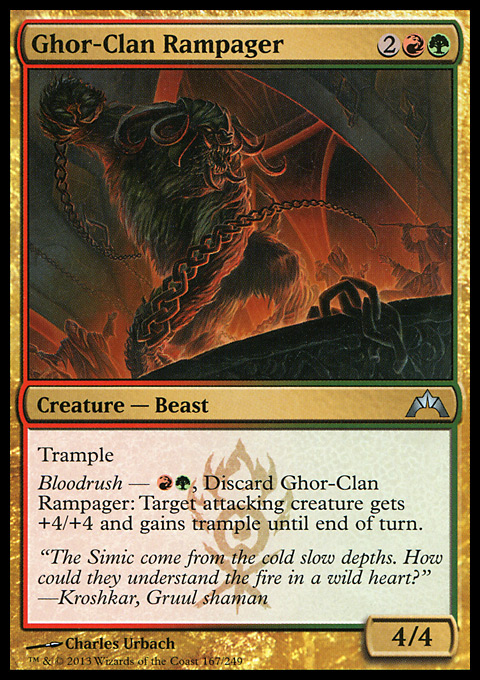 Ghor-Clan Rampager 2
Creature — Beast
Trample
Bloodrush — , Discard Ghor-Clan
Rampager: Target attacking creature gets
+4/+4 and gains trample until end of turn.
“The Simic come from the cold slow depths. How
could they understand the fire in a wild heart?”
—Kroshkar, Gruul shaman
4/4
Charles Urbach
™ & © 2013 Wizards of the Coast 167/249